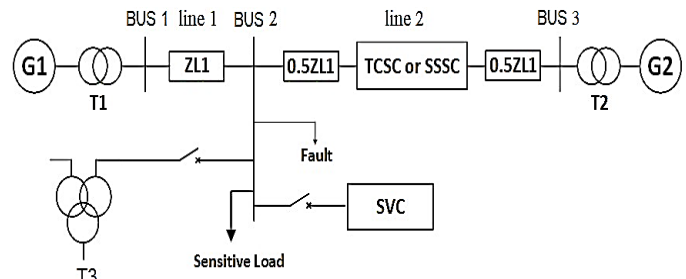 BUS 1 line 1 BUS 2 line 2 BUS 3
G1 ZL1 0.5ZL1 TCSC or SSSC 0.5ZL1 G2
T1 T2
Fault
SVC
Sensitive Load
T3